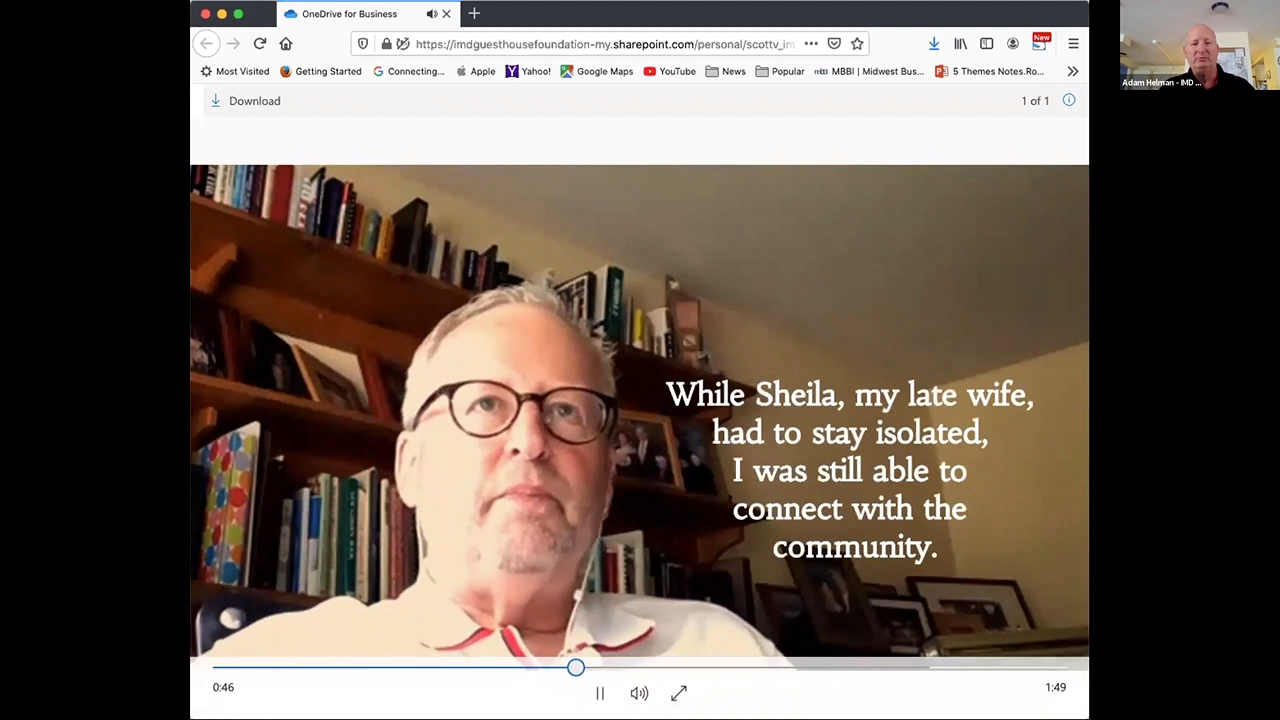 OneDrive for Business
https://imdguesthousefoundation-my.sharepoint.com/personal/scottv_im
New
Most Visited
Getting Started
Connecting...
Apple
Yahoo!
Google Maps
YouTube
News
Popular
MBBI | Midwest Bus...
5 Themes Notes.Ro...
Download
1 of 1
Adam Helman - IMD ...
While Sheila, my late wife,
had to stay isolated,
I was still able to
connect with the
community.
0:46
1:49